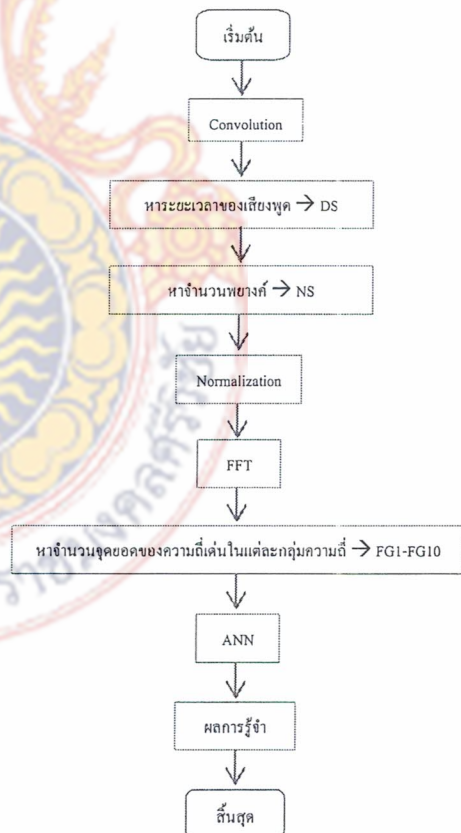 เริ่มต้น
Convolution
หาระยะเวลาของเสียงพูด → DS
หาจำนวนพยางค์ → NS
Normalization
FFT
หาจำนวนจุดยอดของความถี่เด่นในแต่ละกลุ่มความถี่ → FG1-FG10
ANN
ผลการรู้จำ
สิ้นสุด